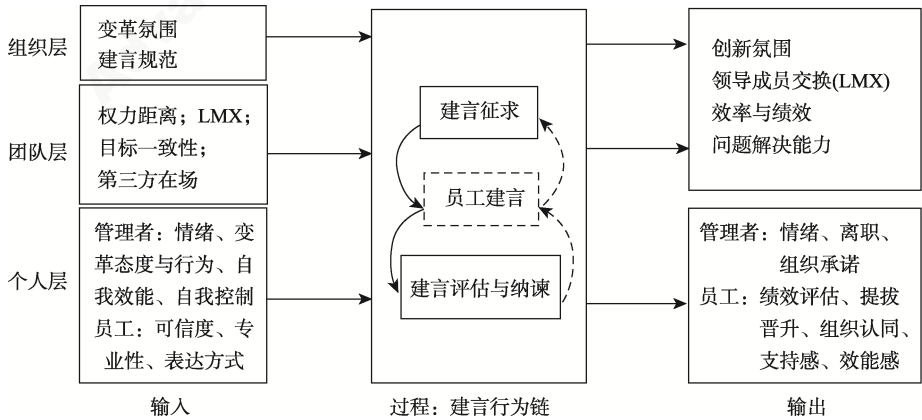 组织层
变革氛围
建言规范
团队层
权力距离；LMX；
目标一致性；
第三方在场
个人层
管理者：情绪、变
革态度与行为、自
我效能、自我控制
员工：可信度、专
业性、表达方式
输入
建言征求
员工建言
建言评估与纳谏
过程：建言行为链
创新氛围
领导成员交换(LMX)
效率与绩效
问题解决能力
管理者：情绪、离职、
组织承诺
员工：绩效评估、提拔
晋升、组织认同、
支持感、效能感
输出